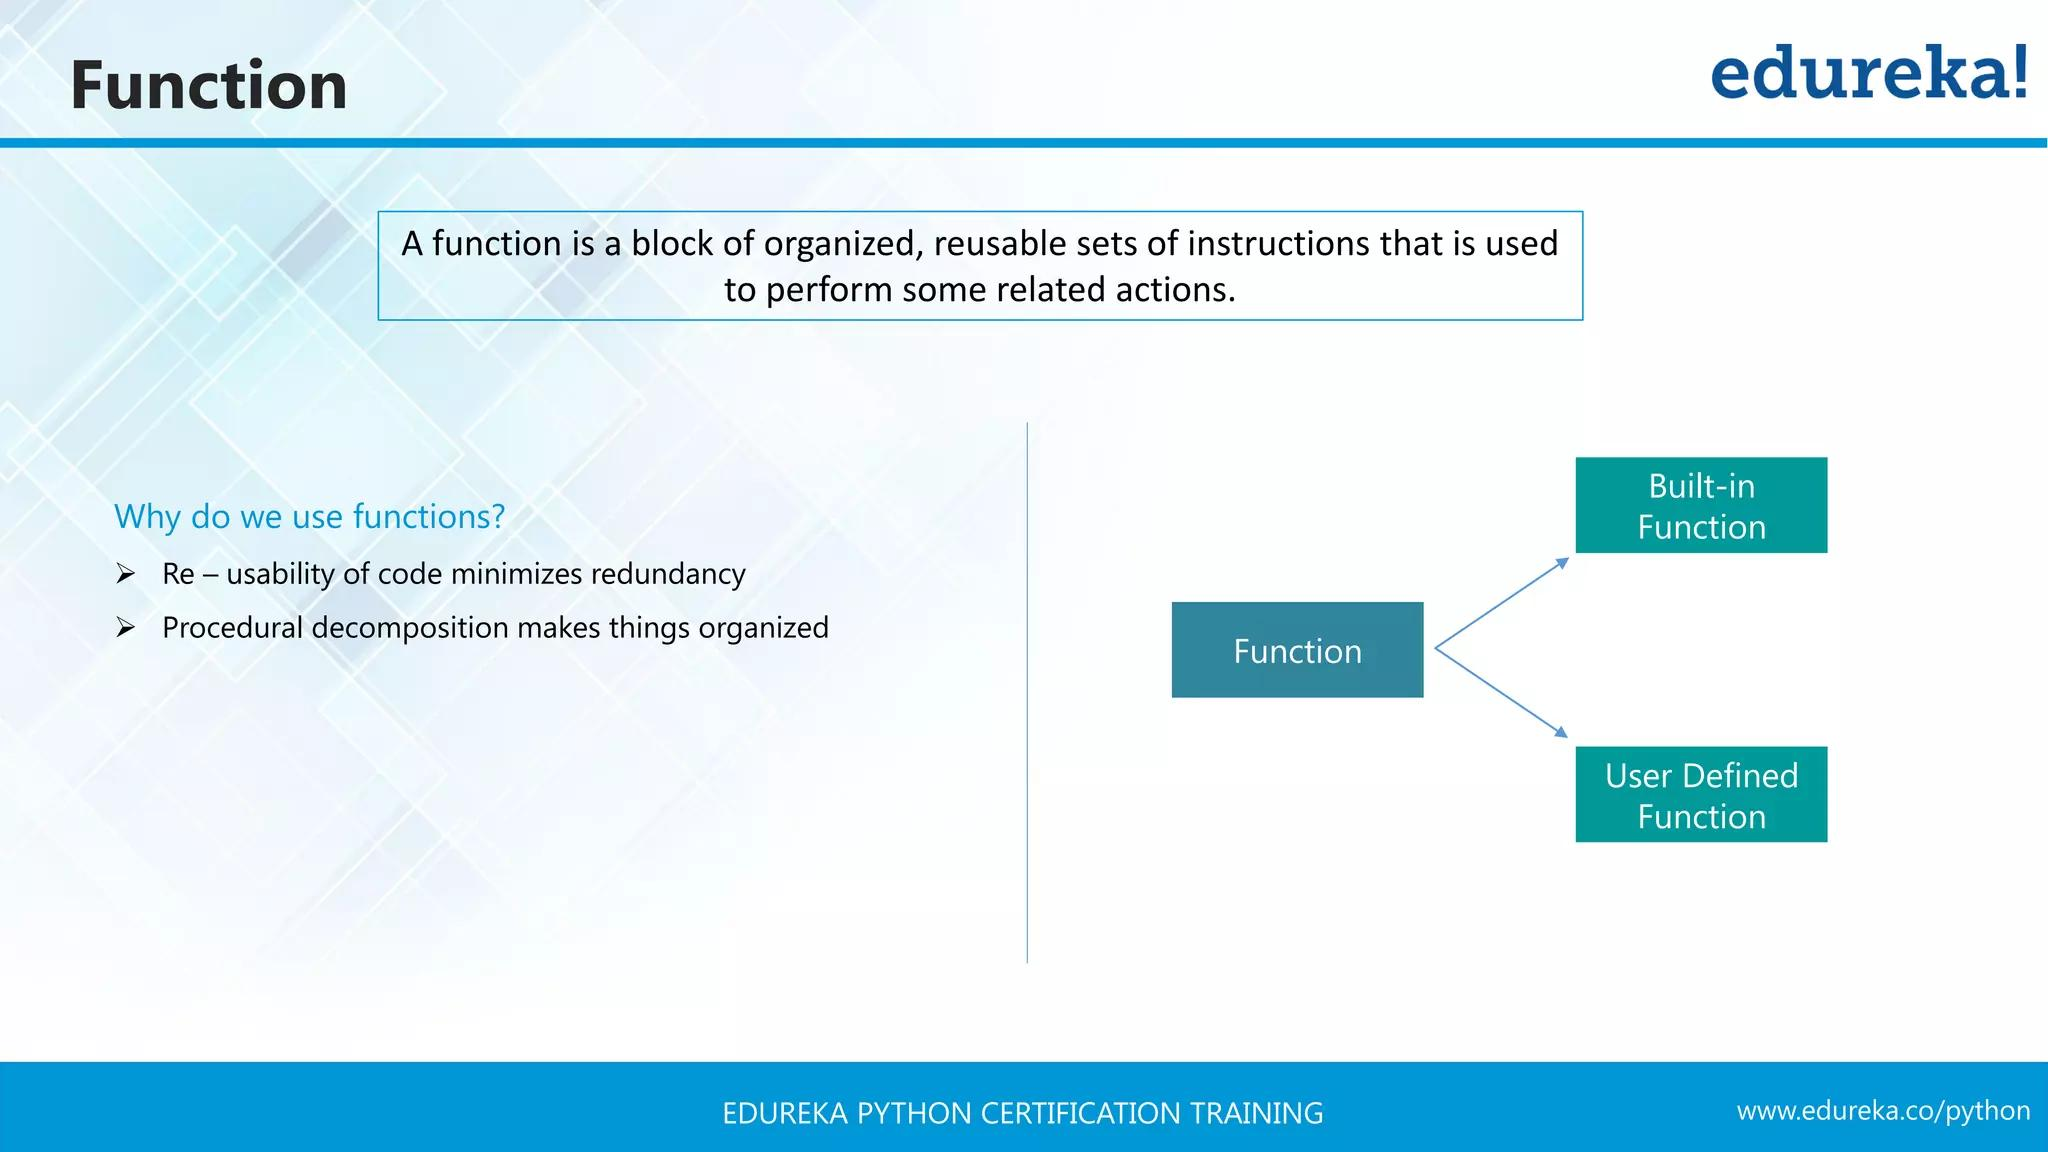 Function
edureka!
A function is a block of organized, reusable sets of instructions that is used
to perform some related actions.
Why do we use functions?
Re – usability of code minimizes redundancy
Procedural decomposition makes things organized
Built-in
Function
Function
User Defined
Function
EDUREKA PYTHON CERTIFICATION TRAINING
www.edureka.co/python